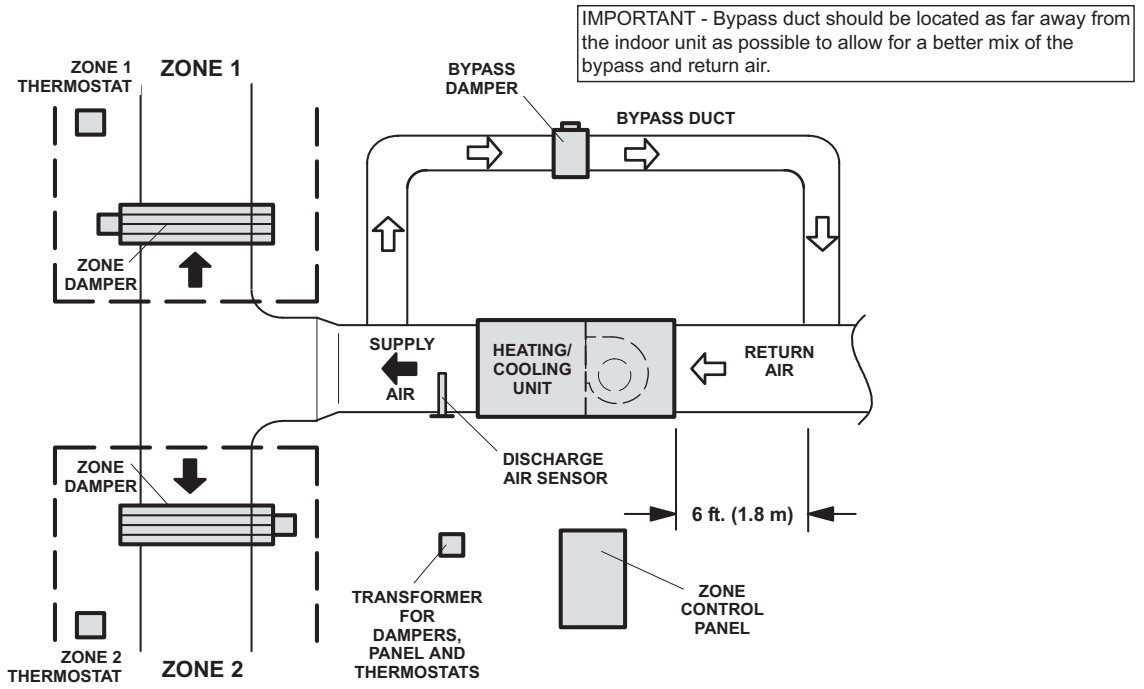 IMPORTANT - Bypass duct should be located as far away from
the indoor unit as possible to allow for a better mix of the
bypass and return air.
ZONE 1
THERMOSTAT
ZONE 1
BYPASS
DAMPER
BYPASS DUCT
ZONE
DAMPER
SUPPLY
AIR
HEATING/
COOLING
UNIT
RETURN
AIR
DISCHARGE
AIR SENSOR
ZONE
DAMPER
6 ft. (1.8 m)
TRANSFORMER
FOR
DAMPERS,
PANEL AND
THERMOSTATS
ZONE
CONTROL
PANEL
ZONE 2
THERMOSTAT
ZONE 2